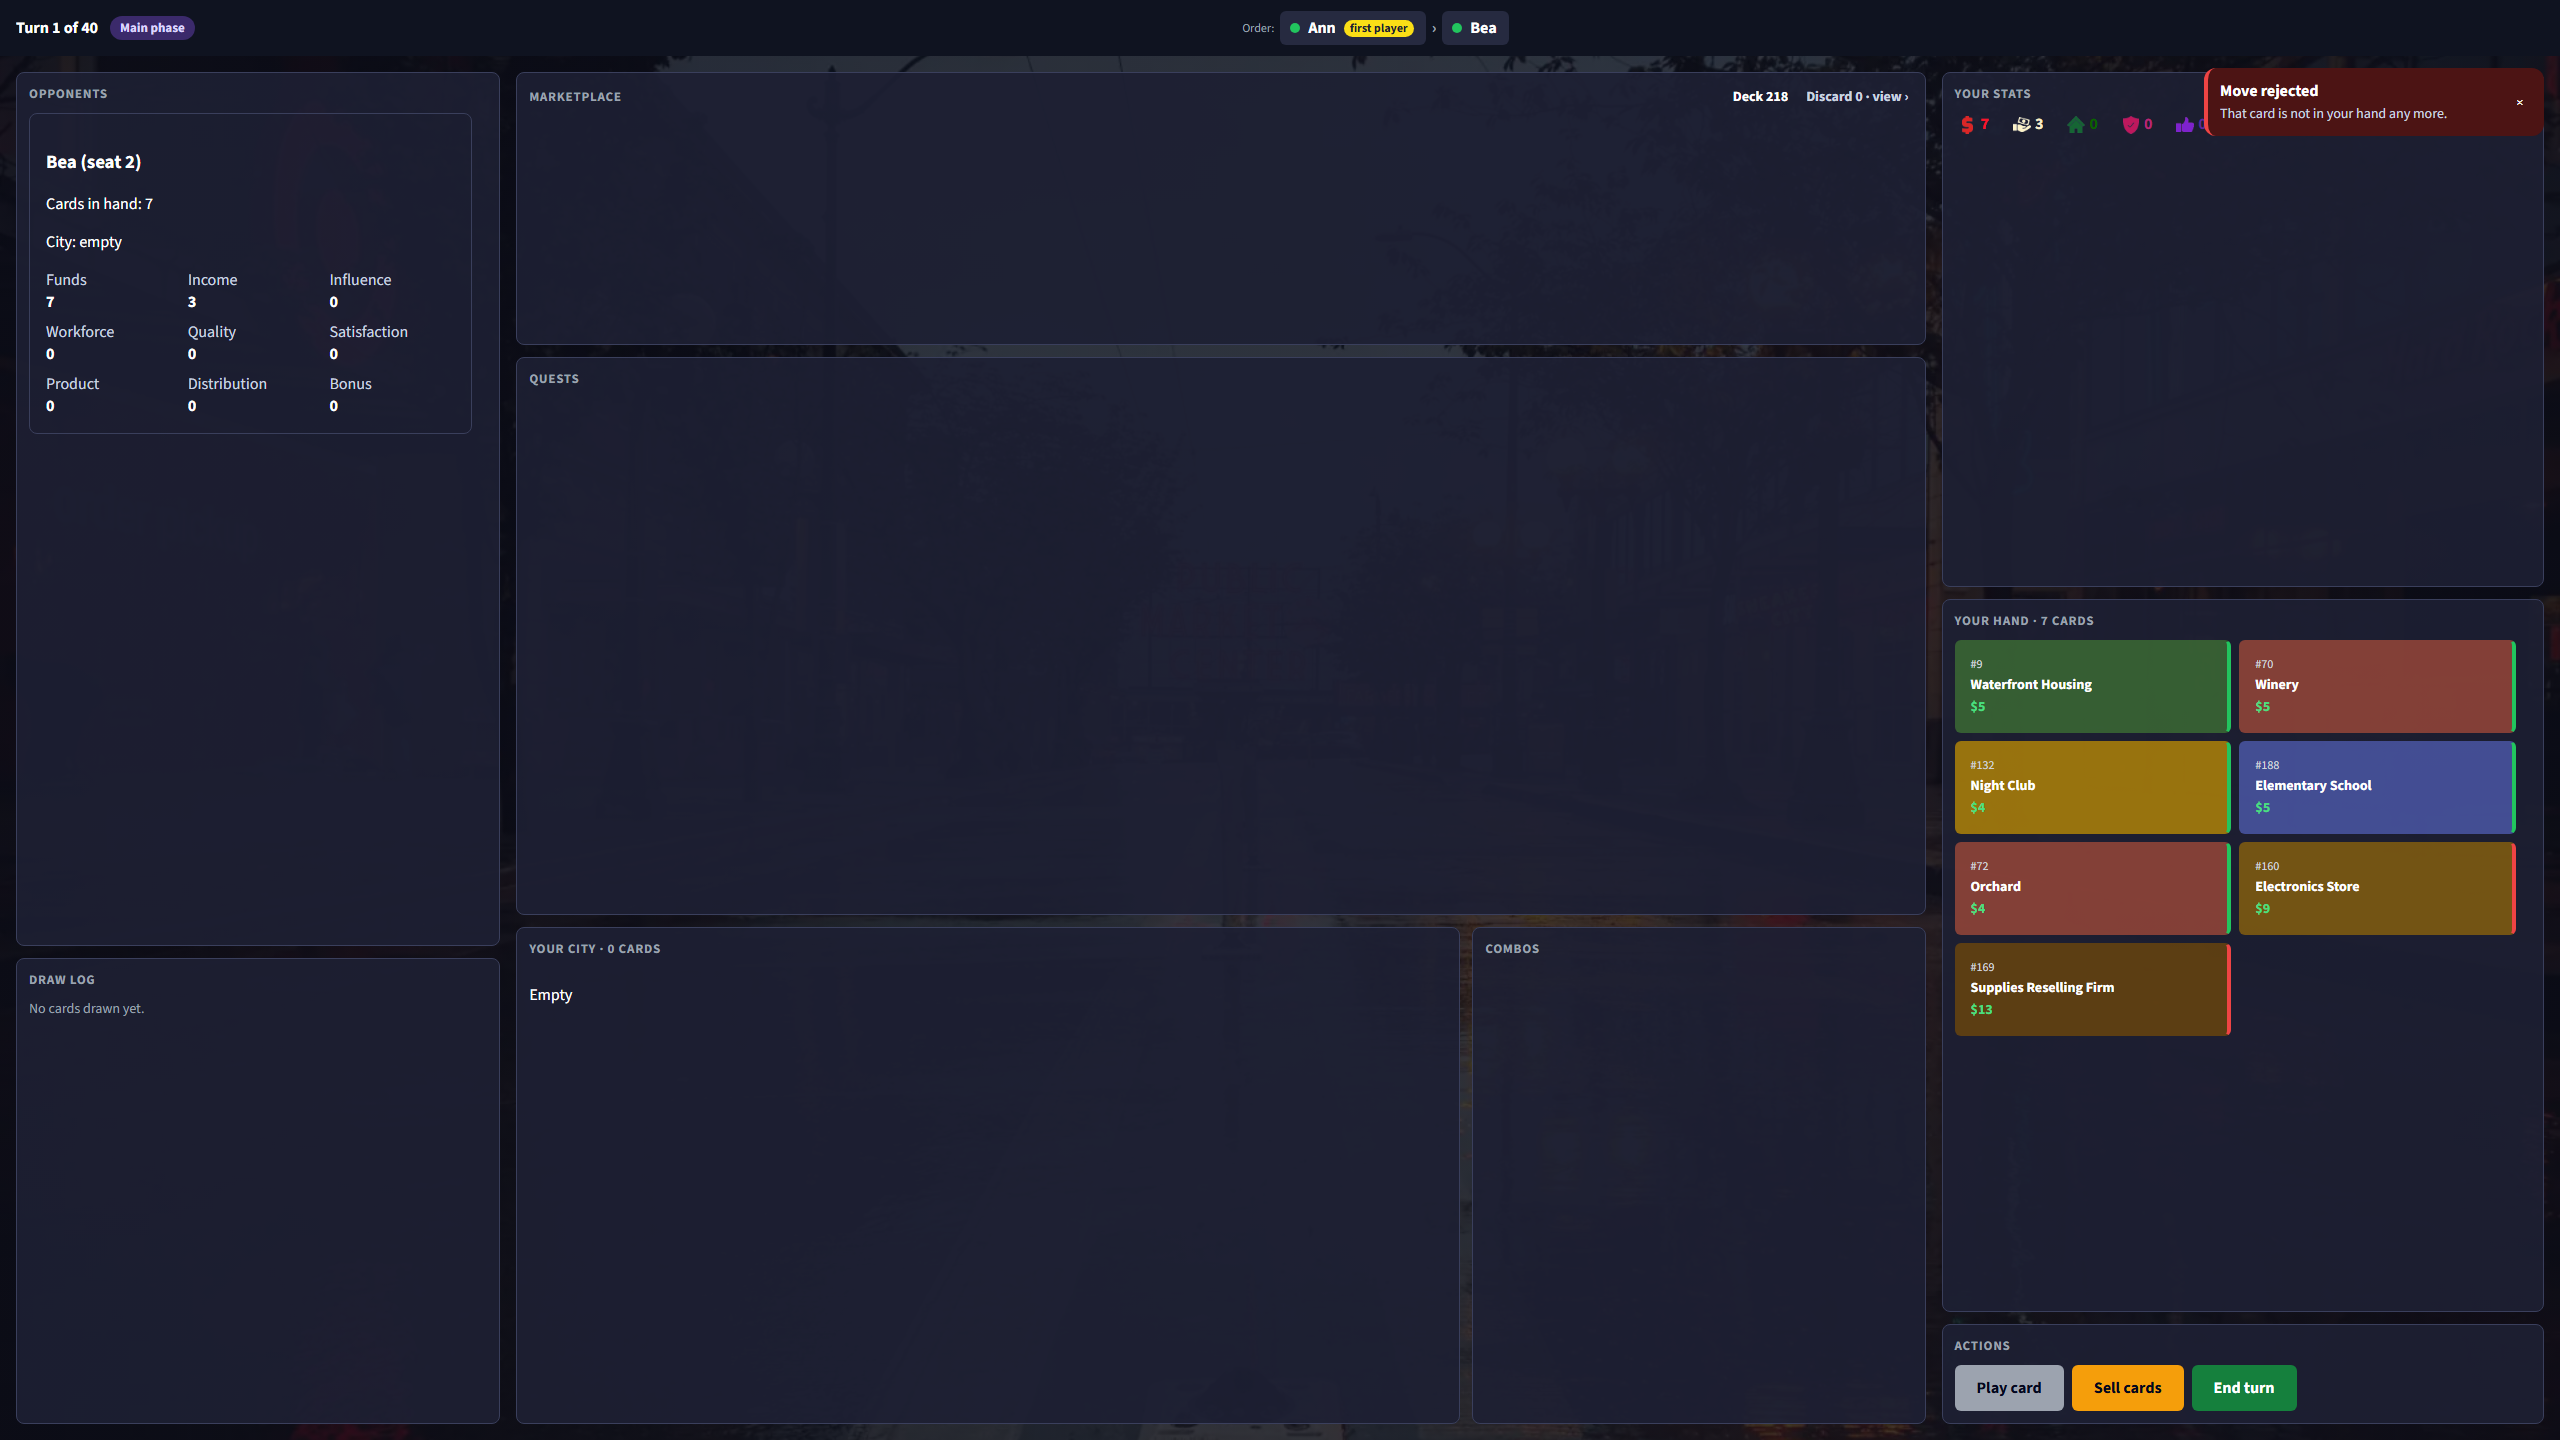 Turn 1 of 40 Main phase
Order: Ann first player › Bea
OPPONENTS
Bea (seat 2)
Cards in hand: 7
City: empty
Funds Income Influence
7 3 0
Workforce Quality Satisfaction
0 0 0
Product Distribution Bonus
0 0 0
DRAW LOG
No cards drawn yet.
MARKETPLACE
Deck 218 Discard 0 · view ›
QUESTS
YOUR CITY · 0 CARDS
Empty
COMBOS
YOUR STATS
7 3 0 0
Move rejected
That card is not in your hand any more.
×
YOUR HAND · 7 CARDS
#9
Waterfront Housing
$5
#70
Winery
$5
#132
Night Club
$4
#188
Elementary School
$5
#72
Orchard
$4
#160
Electronics Store
$9
#169
Supplies Reselling Firm
$13
ACTIONS
Play card Sell cards End turn